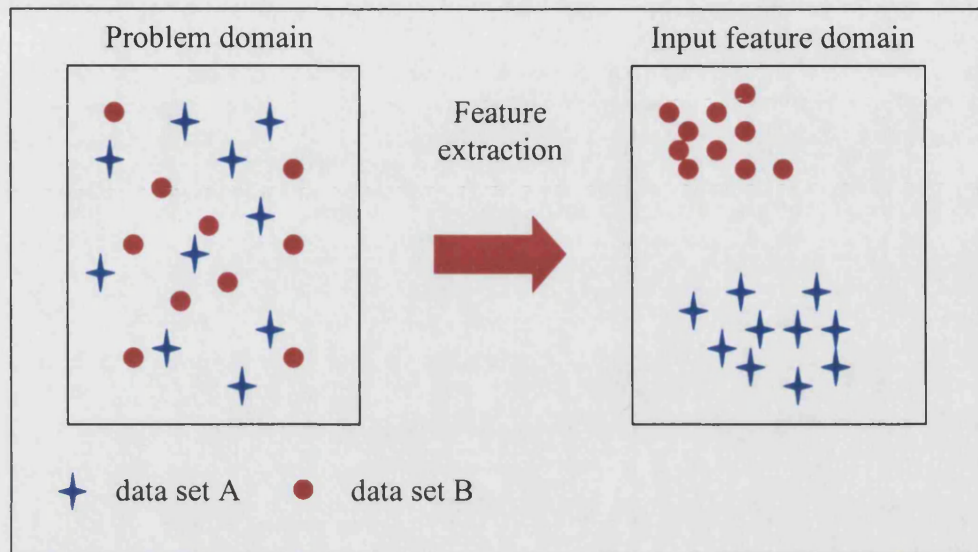 Problem domain
Input feature domain
Feature
extraction
data set A
data set B